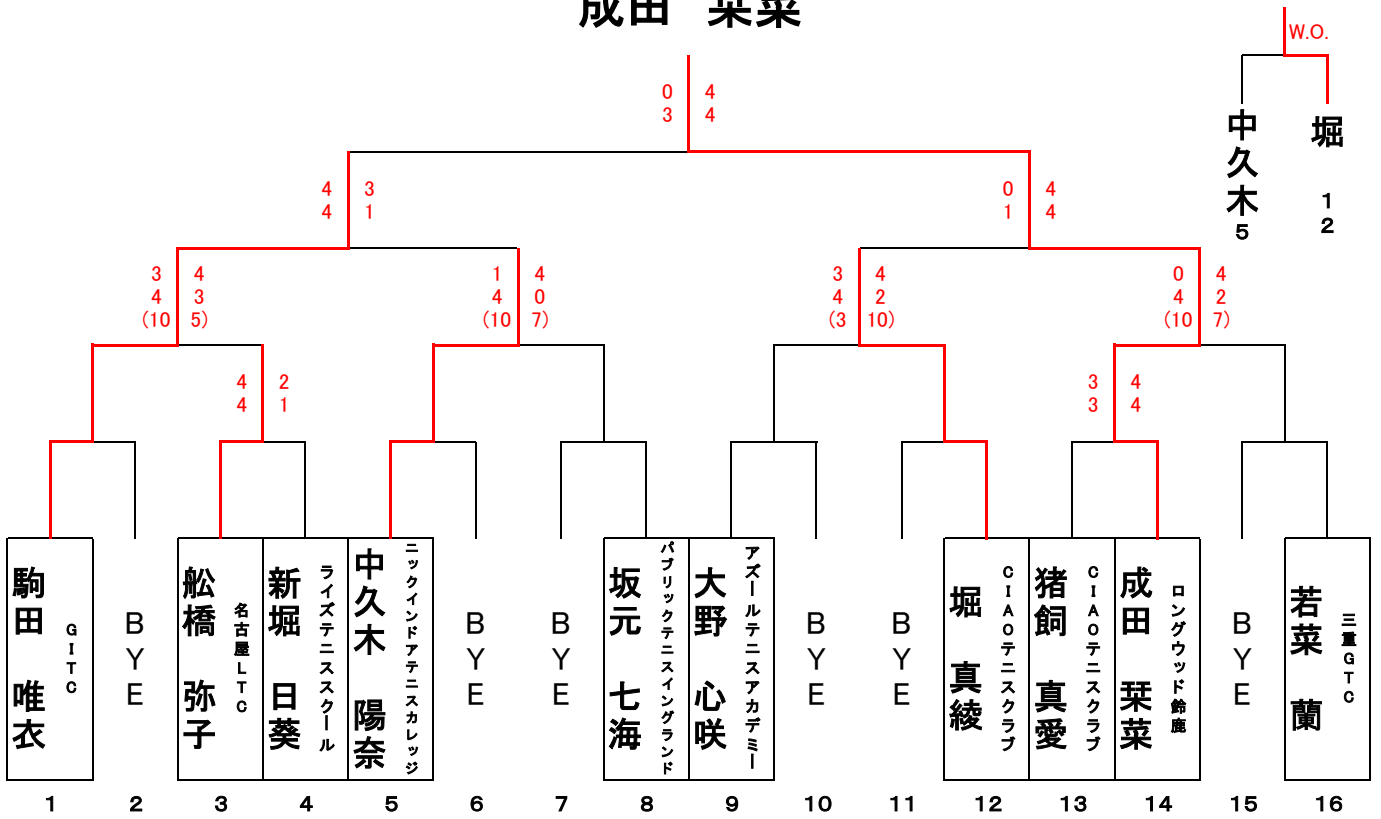 成田 栞菜
W.O.
0 4
3 4
中久木 5
堀 12
4 3
4 1
0 4
1 4
3 4
4 3
(10 5)
1 4
4 0
(10 7)
3 4
4 2
(3 10)
0 4
4 2
(10 7)
4 2
4 1
3 4
3 4
駒田 唯衣
GITC
BYE
舩橋 弥子
名古屋LTC
新堀 日葵
ライズテニススクール
中久木 陽奈
ニックインドアテニスカレッジ
BYE
BYE
坂元 七海
パブリックテニスイングランド
大野 心咲
アズールテニスアカデミー
BYE
BYE
堀 真綾
CIAOテニスクラブ
猪飼 真愛
CIAOテニスクラブ
成田 栞菜
ロングウッド鈴鹿
BYE
若菜 蘭
三重GTC
1 2 3 4 5 6 7 8 9 10 11 12 13 14 15 16